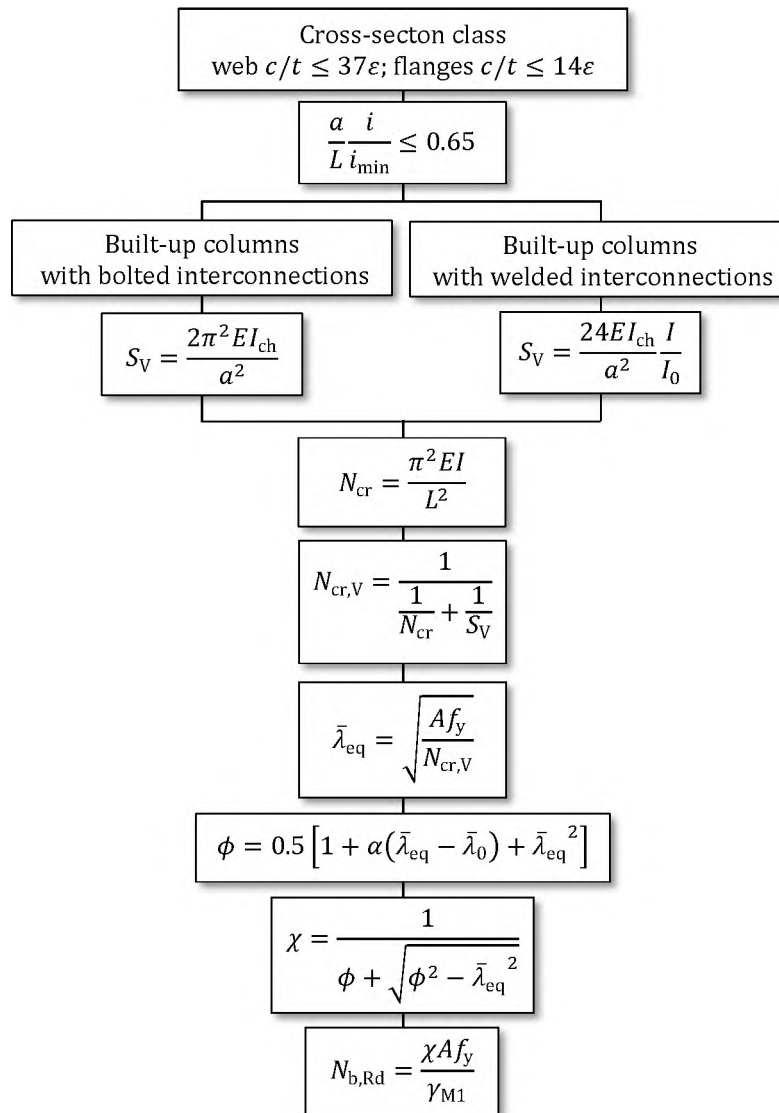 Cross-secton class
web c/t ≤ 37ε; flanges c/t ≤ 14ε
a/L i/i_min ≤ 0.65
Built-up columns
with bolted interconnections
Built-up columns
with welded interconnections
S_V = 2π²EI_ch / a²
S_V = 24EI_ch / a² I/I_0
N_cr = π²EI / L²
N_cr,V = 1 / (1/N_cr + 1/S_V)
λ̄_eq = √(Af_y / N_cr,V)
ϕ = 0.5 [1 + α(λ̄_eq − λ̄_0) + λ̄_eq²]
χ = 1 / (ϕ + √(ϕ² − λ̄_eq²))
N_b,Rd = χAf_y / γ_M1